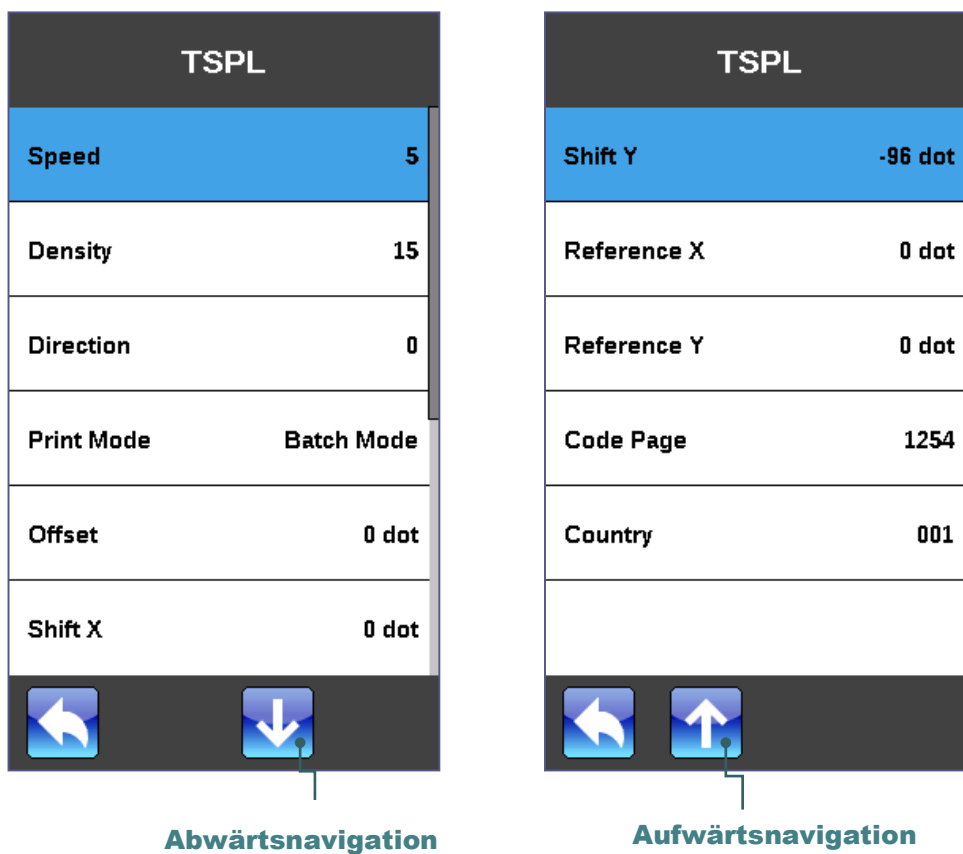 TSPL
Speed 5
Density 15
Direction 0
Print Mode Batch Mode
Offset 0 dot
Shift X 0 dot
Abwärtsnavigation
TSPL
Shift Y -96 dot
Reference X 0 dot
Reference Y 0 dot
Code Page 1254
Country 001
Aufwärtsnavigation